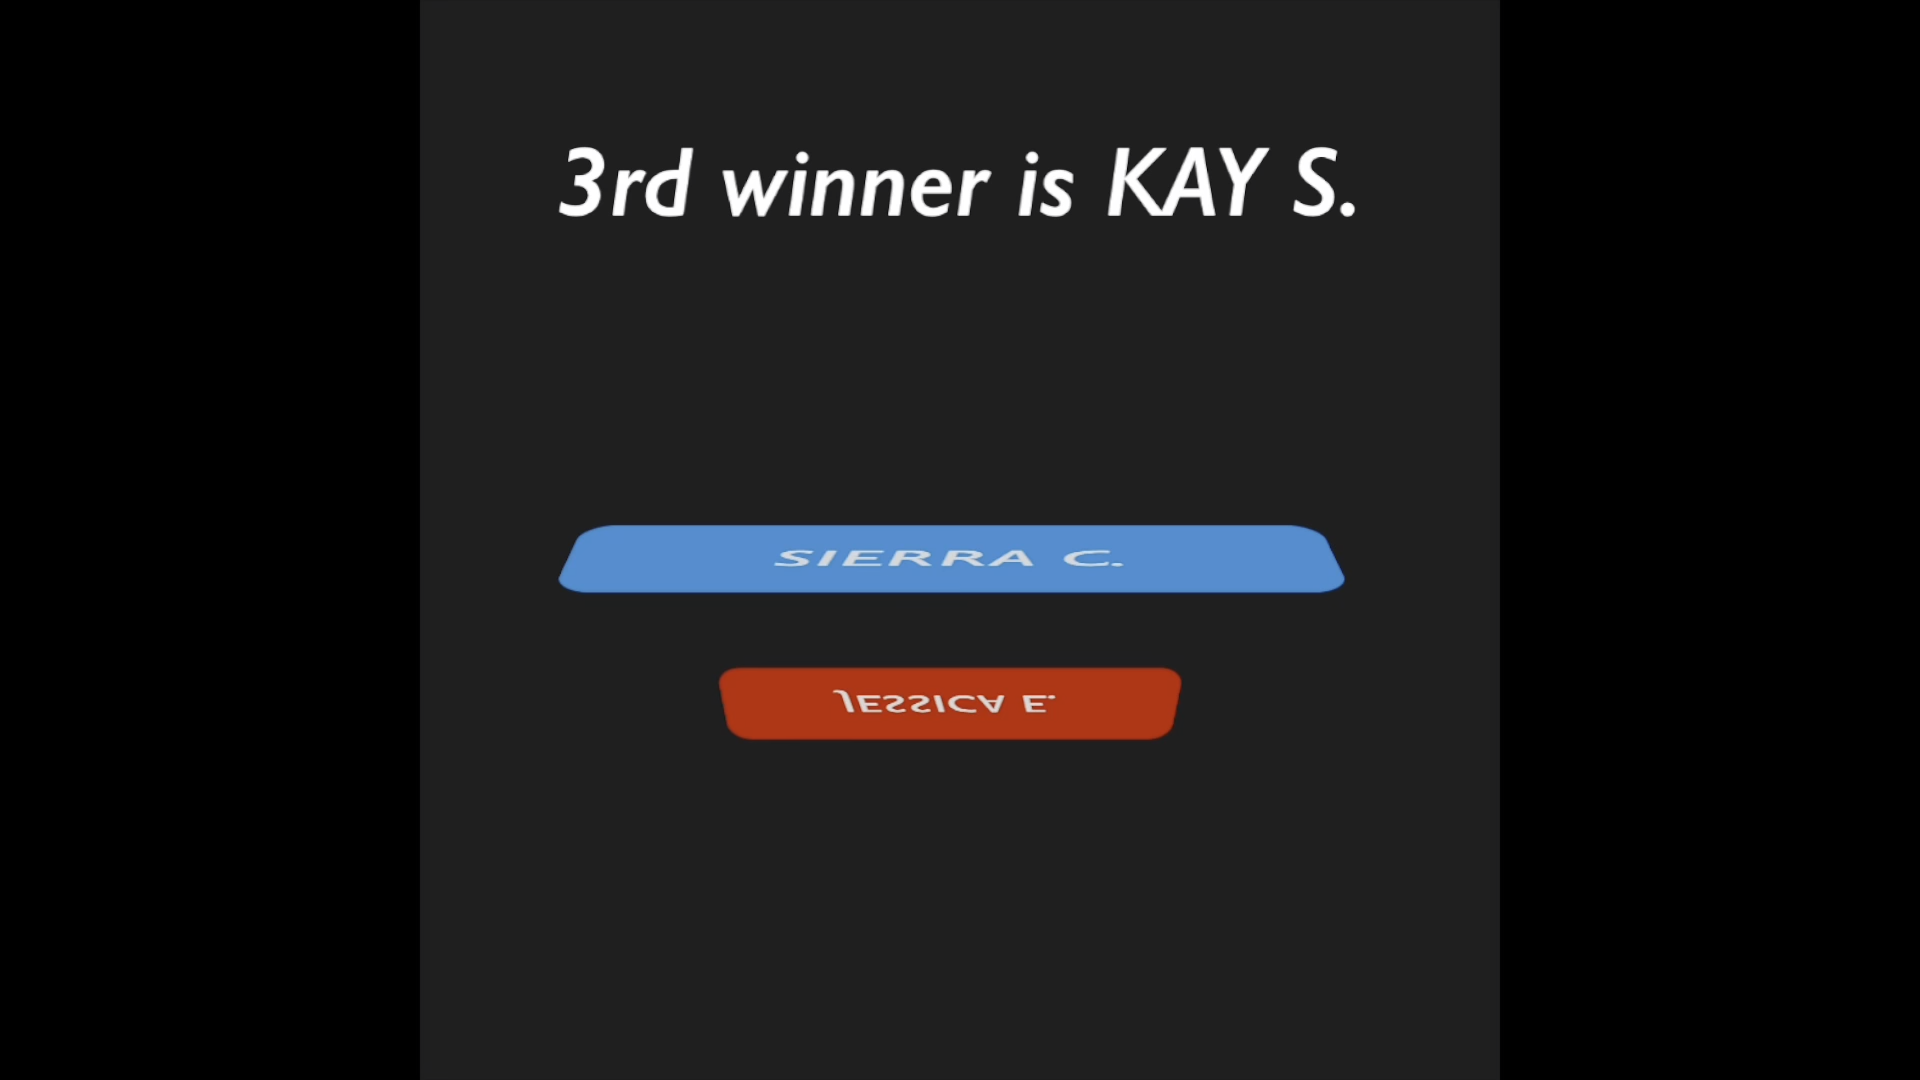 3rd winner is KAY S.
SIERRA C.
JESSICA E.